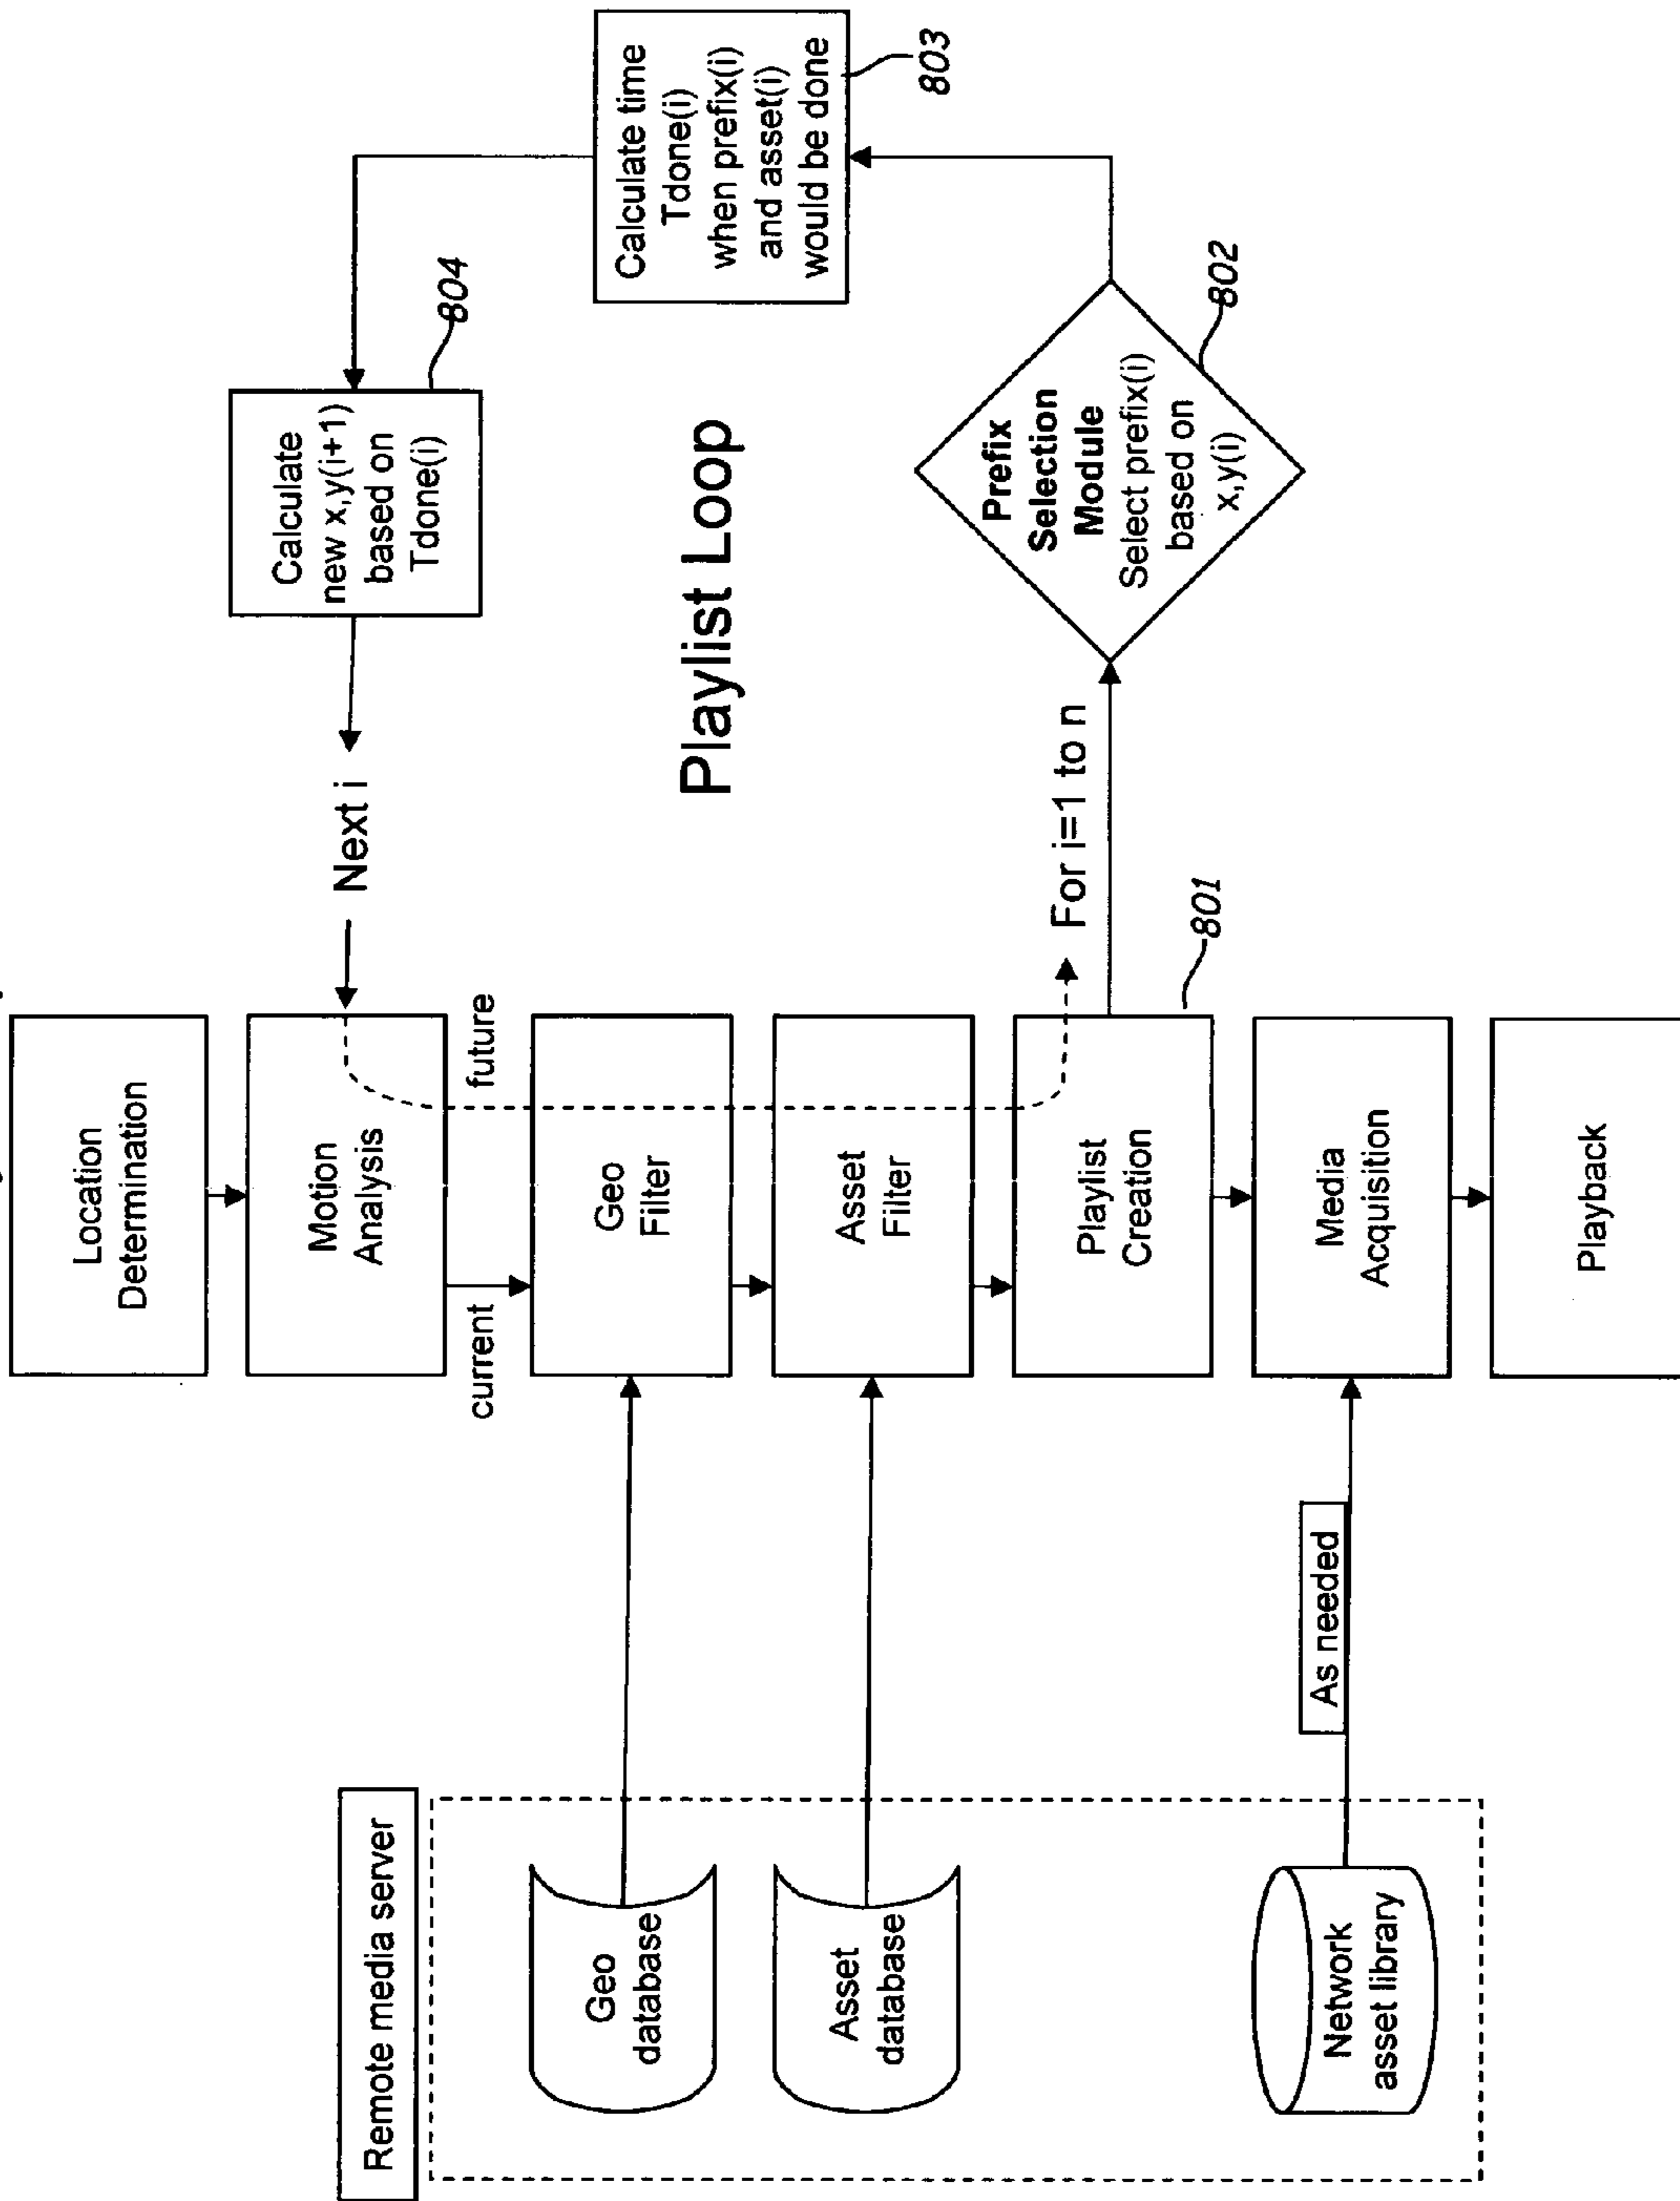 Remote media server
Geo
database
Asset
database
Network
asset library
As needed
Location
Determination
Motion
Analysis
current
future
Geo
Filter
Asset
Filter
Playlist
Creation
801
Media
Acquisition
Playback
Next i
Playlist Loop
For i=1 to n
Calculate
new x,y(i+1)
based on
Tdone(i)
804
Prefix
Selection
Module
Select prefix(i)
based on
x,y(i)
802
Calculate time
Tdone(i)
when prefix(i)
and asset(i)
would be done
803